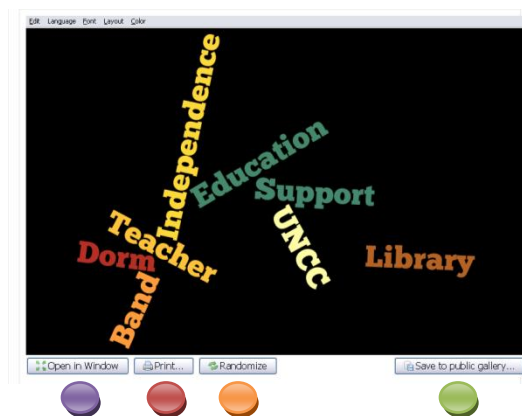 Edit Language Font Layout Color
Independence
Education
Support
UNCC
Teacher
Dorm
Library
Band
Open in Window Print... Randomize Save to public gallery...